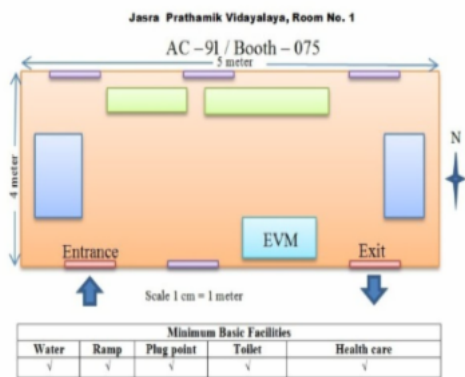 Jasra Prathamik Vidayalaya, Room No. 1
AC – 91 / Booth – 075
5 meter
4 meter
N
Entrance
EVM
Exit
Scale 1 cm = 1 meter
Minimum Basic Facilities
Water Ramp Plug point Toilet Health care
√ √ √ √ √